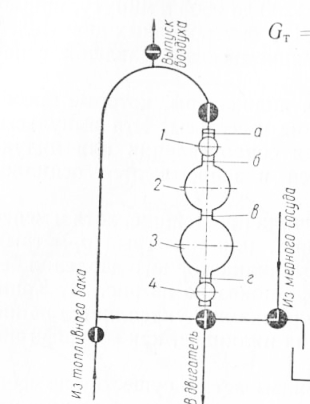 Выпуск
воздуха
Gт =
а
1
б
2
в
3
г
4
Из мерного сосуда
Из топливного бака
В двигатель